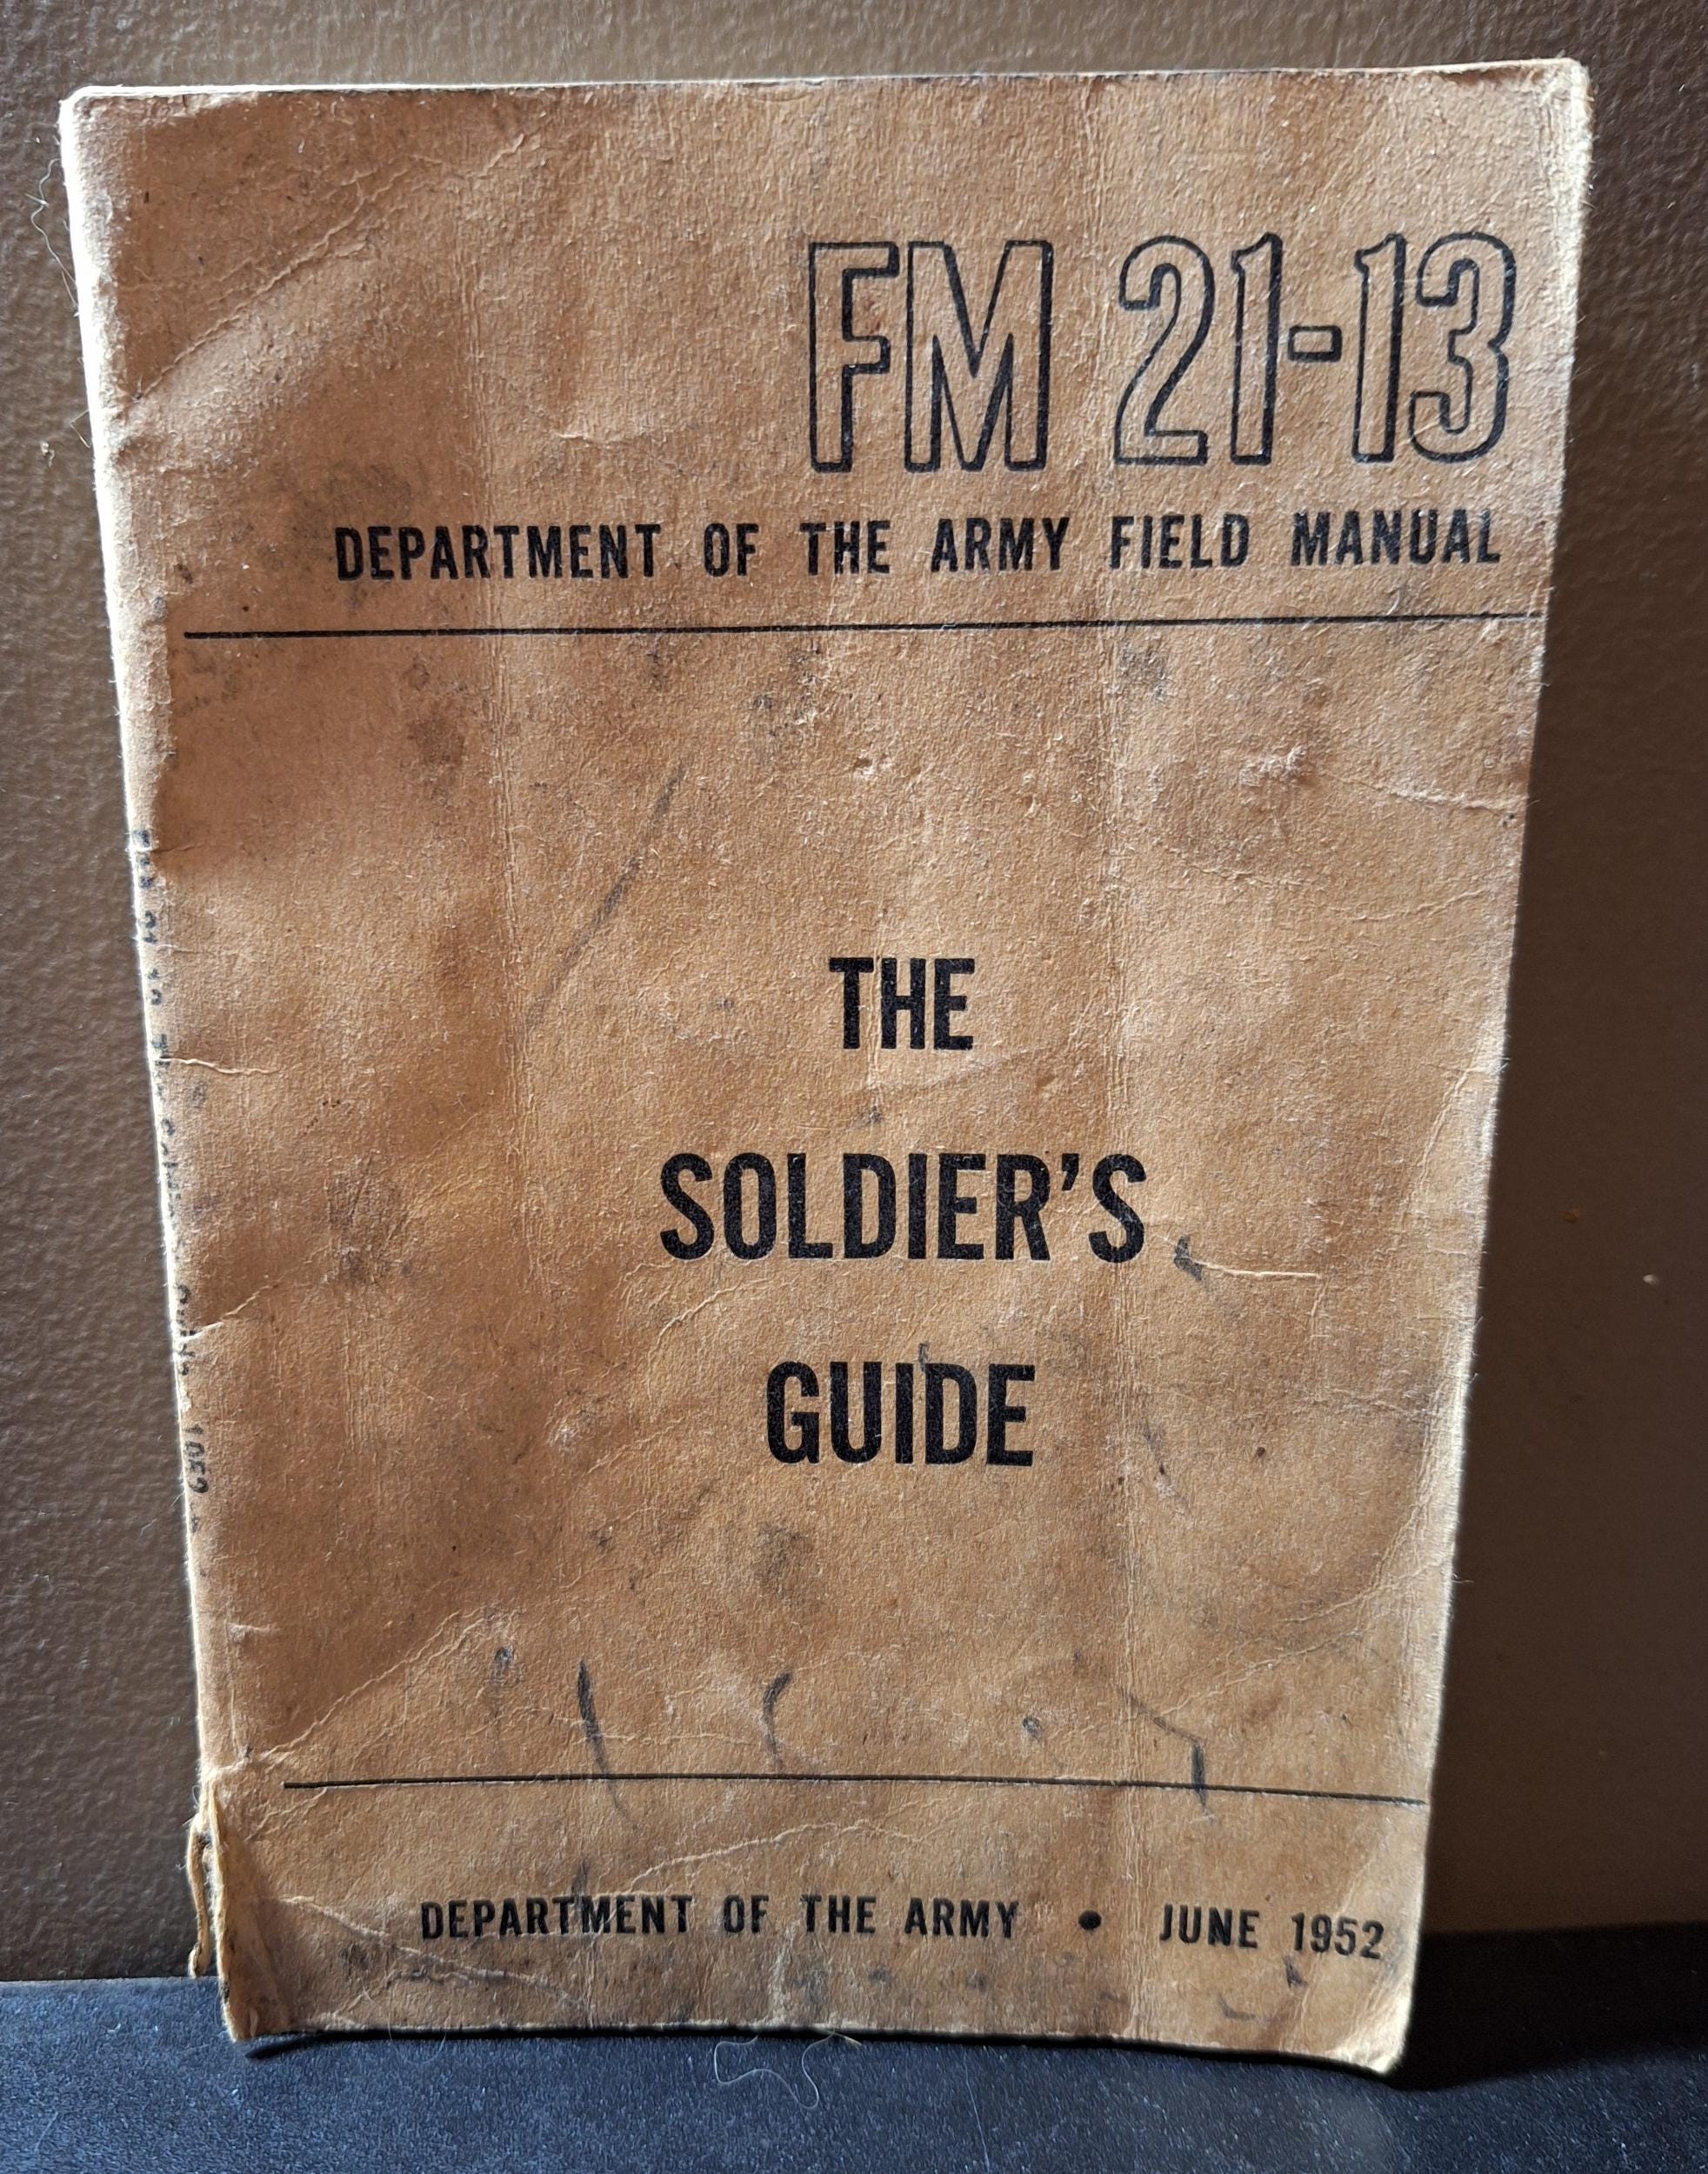 FM 21-13
DEPARTMENT OF THE ARMY FIELD MANUAL
THE
SOLDIER'S
GUIDE
DEPARTMENT OF THE ARMY • JUNE 1952